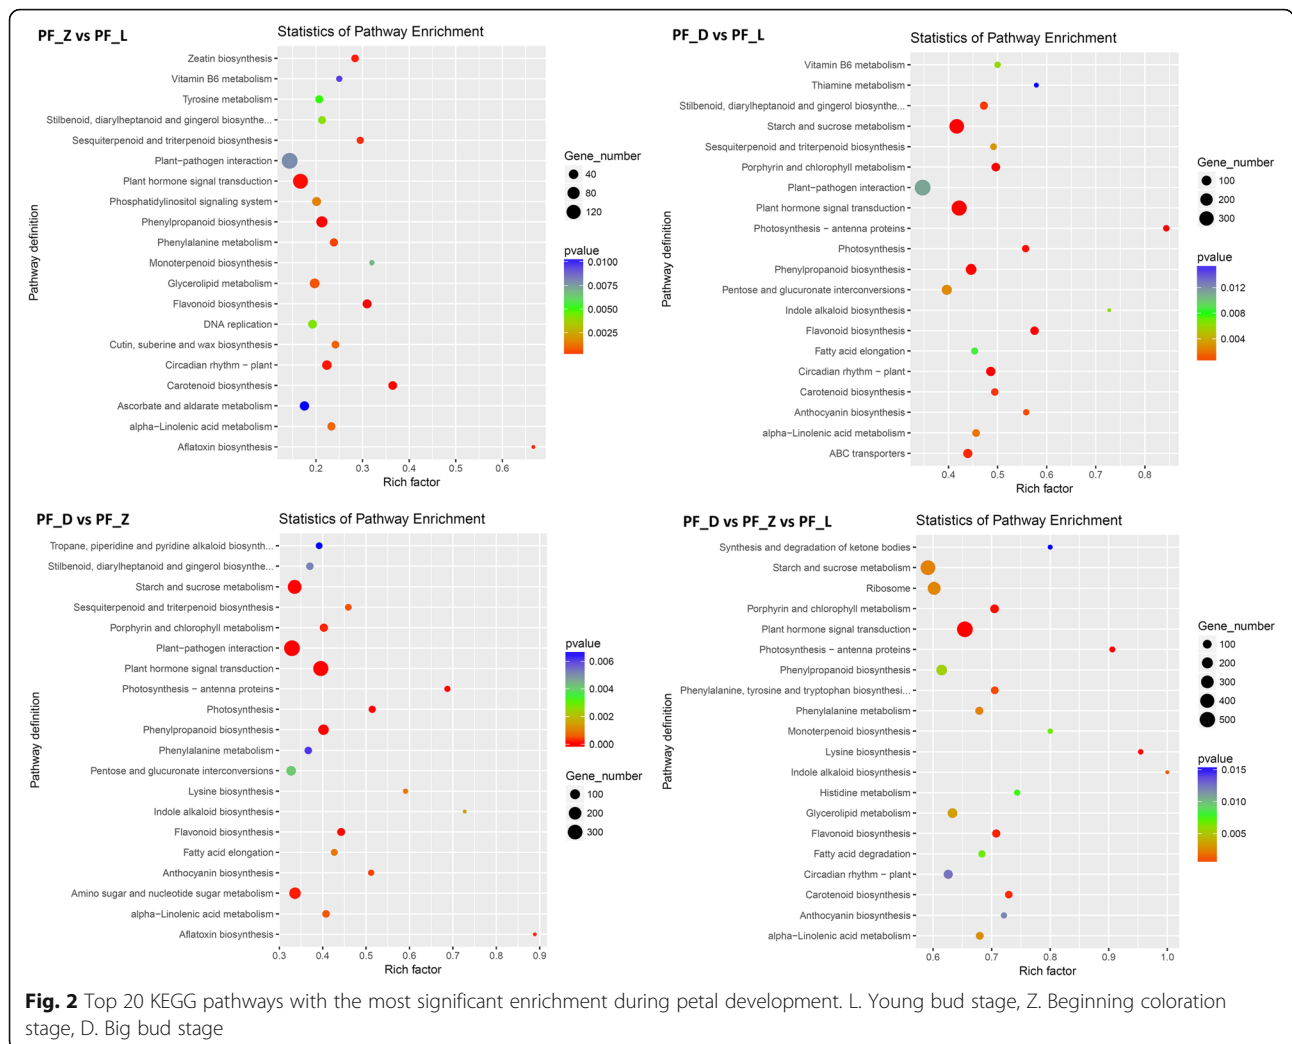 PF_Z vs PF_L
Statistics of Pathway Enrichment
Pathway definition
Zeatin biosynthesis
Vitamin B6 metabolism
Tyrosine metabolism
Stilbenoid, diarylheptanoid and gingerol biosynthe...
Sesquiterpenoid and triterpenoid biosynthesis
Plant−pathogen interaction
Plant hormone signal transduction
Phosphatidylinositol signaling system
Phenylpropanoid biosynthesis
Phenylalanine metabolism
Monoterpenoid biosynthesis
Glycerolipid metabolism
Flavonoid biosynthesis
DNA replication
Cutin, suberine and wax biosynthesis
Circadian rhythm − plant
Carotenoid biosynthesis
Ascorbate and aldarate metabolism
alpha−Linolenic acid metabolism
Aflatoxin biosynthesis
0.2 0.3 0.4 0.5 0.6
Rich factor
Gene_number
40
80
120
pvalue
0.0100
0.0075
0.0050
0.0025
PF_D vs PF_L
Statistics of Pathway Enrichment
Pathway definition
Vitamin B6 metabolism
Thiamine metabolism
Stilbenoid, diarylheptanoid and gingerol biosynthe...
Starch and sucrose metabolism
Sesquiterpenoid and triterpenoid biosynthesis
Porphyrin and chlorophyll metabolism
Plant−pathogen interaction
Plant hormone signal transduction
Photosynthesis − antenna proteins
Photosynthesis
Phenylpropanoid biosynthesis
Pentose and glucuronate interconversions
Indole alkaloid biosynthesis
Flavonoid biosynthesis
Fatty acid elongation
Circadian rhythm − plant
Carotenoid biosynthesis
Anthocyanin biosynthesis
alpha−Linolenic acid metabolism
ABC transporters
0.4 0.5 0.6 0.7 0.8
Rich factor
Gene_number
100
200
300
pvalue
0.012
0.008
0.004
PF_D vs PF_Z
Statistics of Pathway Enrichment
Pathway definition
Tropane, piperidine and pyridine alkaloid biosynth...
Stilbenoid, diarylheptanoid and gingerol biosynthe...
Starch and sucrose metabolism
Sesquiterpenoid and triterpenoid biosynthesis
Porphyrin and chlorophyll metabolism
Plant−pathogen interaction
Plant hormone signal transduction
Photosynthesis − antenna proteins
Photosynthesis
Phenylpropanoid biosynthesis
Phenylalanine metabolism
Pentose and glucuronate interconversions
Lysine biosynthesis
Indole alkaloid biosynthesis
Flavonoid biosynthesis
Fatty acid elongation
Anthocyanin biosynthesis
Amino sugar and nucleotide sugar metabolism
alpha−Linolenic acid metabolism
Aflatoxin biosynthesis
0.3 0.4 0.5 0.6 0.7 0.8 0.9
Rich factor
pvalue
0.006
0.004
0.002
0.000
Gene_number
100
200
300
PF_D vs PF_Z vs PF_L
Statistics of Pathway Enrichment
Pathway definition
Synthesis and degradation of ketone bodies
Starch and sucrose metabolism
Ribosome
Porphyrin and chlorophyll metabolism
Plant hormone signal transduction
Photosynthesis − antenna proteins
Phenylpropanoid biosynthesis
Phenylalanine, tyrosine and tryptophan biosynthesi...
Phenylalanine metabolism
Monoterpenoid biosynthesis
Lysine biosynthesis
Indole alkaloid biosynthesis
Histidine metabolism
Glycerolipid metabolism
Flavonoid biosynthesis
Fatty acid degradation
Circadian rhythm − plant
Carotenoid biosynthesis
Anthocyanin biosynthesis
alpha−Linolenic acid metabolism
0.6 0.7 0.8 0.9 1.0
Rich factor
Gene_number
100
200
300
400
500
pvalue
0.015
0.010
0.005
Fig. 2 Top 20 KEGG pathways with the most significant enrichment during petal development. L. Young bud stage, Z. Beginning coloration
stage, D. Big bud stage